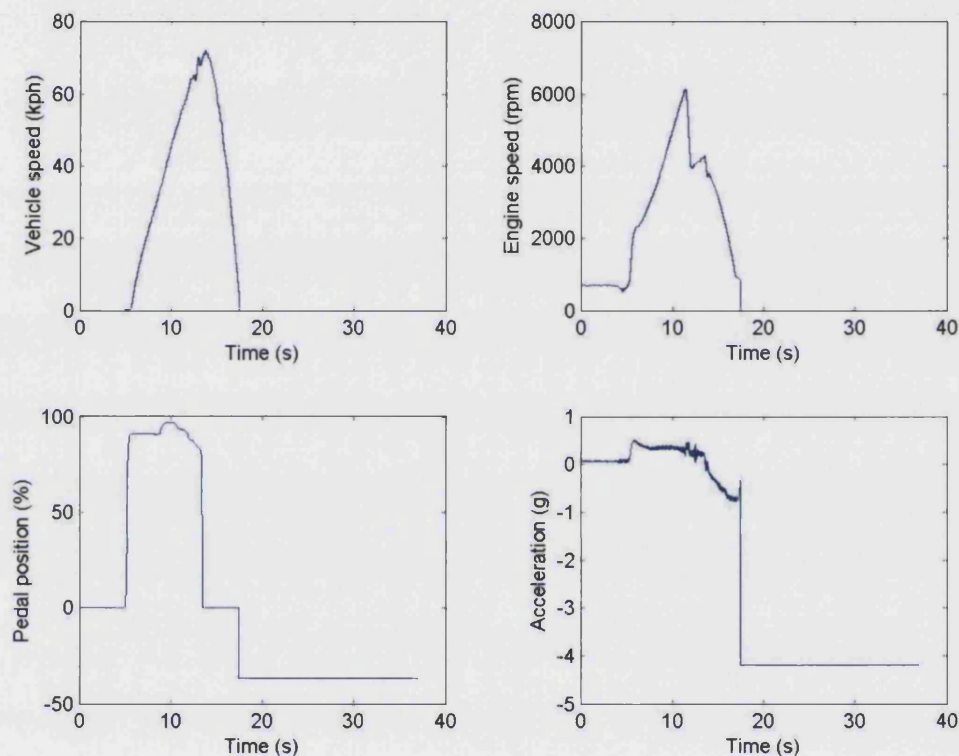 80
60
40
20
0
0 10 20 30 40
Vehicle speed (kph)
Time (s)
8000
6000
4000
2000
0
0 10 20 30 40
Engine speed (rpm)
Time (s)
100
50
0
-50
0 10 20 30 40
Pedal position (%)
Time (s)
1
0
-1
-2
-3
-4
-5
0 10 20 30 40
Acceleration (g)
Time (s)